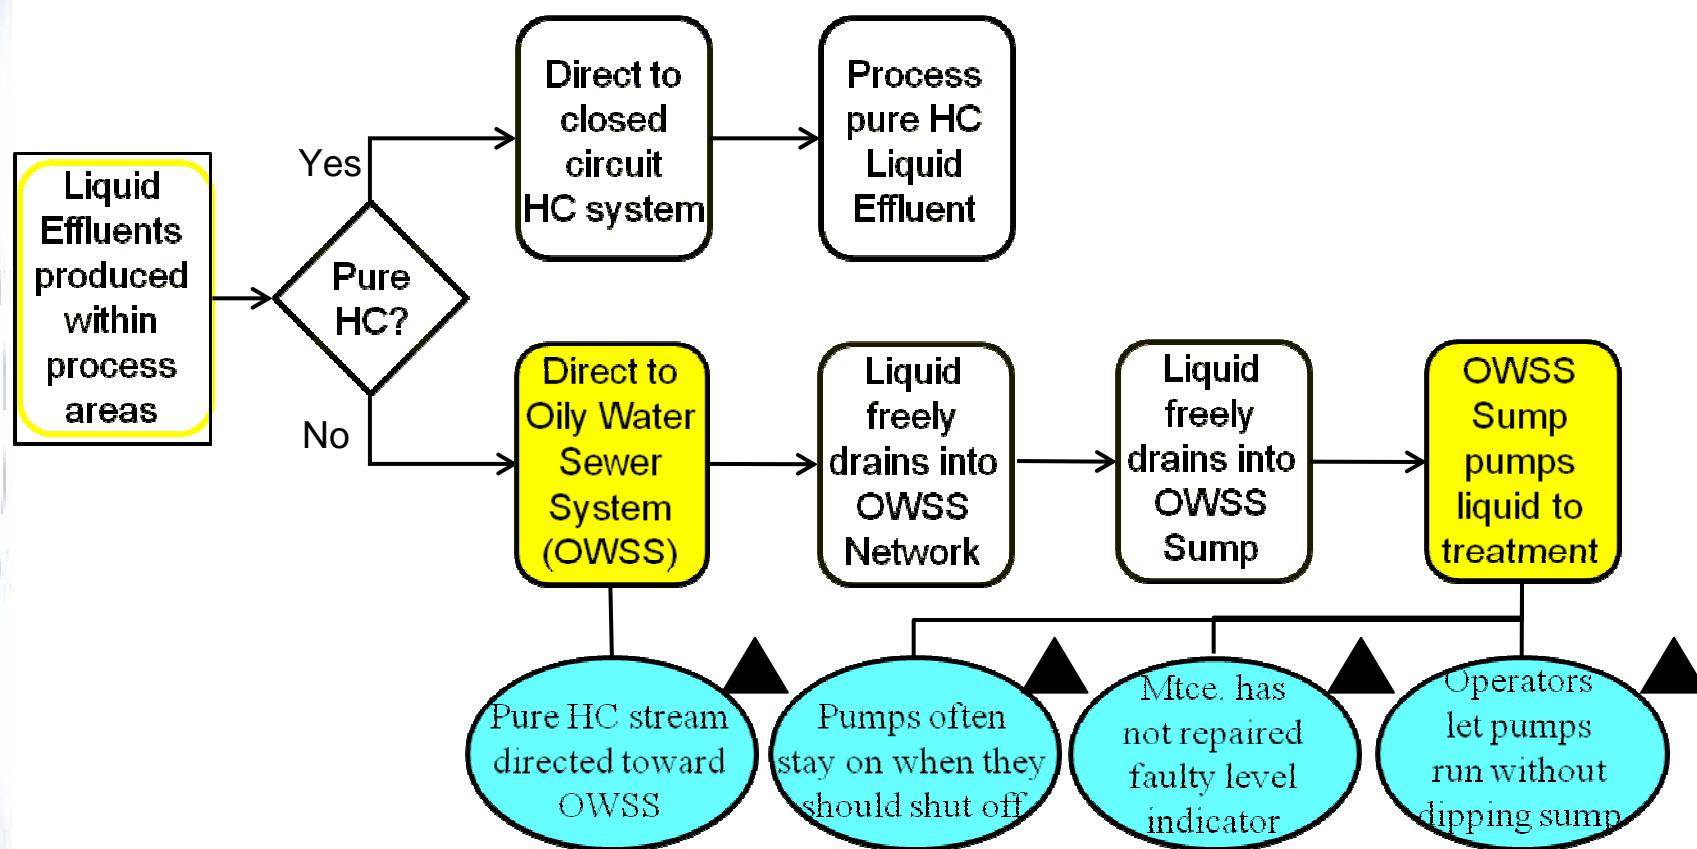 Liquid
Effluents
produced
within
process
areas
Pure
HC?
Yes
No
Direct to
closed
circuit
HC system
Process
pure HC
Liquid
Effluent
Direct to
Oily Water
Sewer
System
(OWSS)
Liquid
freely
drains into
OWSS
Network
Liquid
freely
drains into
OWSS
Sump
OWSS
Sump
pumps
liquid to
treatment
Pure HC stream
directed toward
OWSS
Pumps often
stay on when they
should shut off
Mtce. has
not repaired
faulty level
indicator
Operators
let pumps
run without
dipping sump